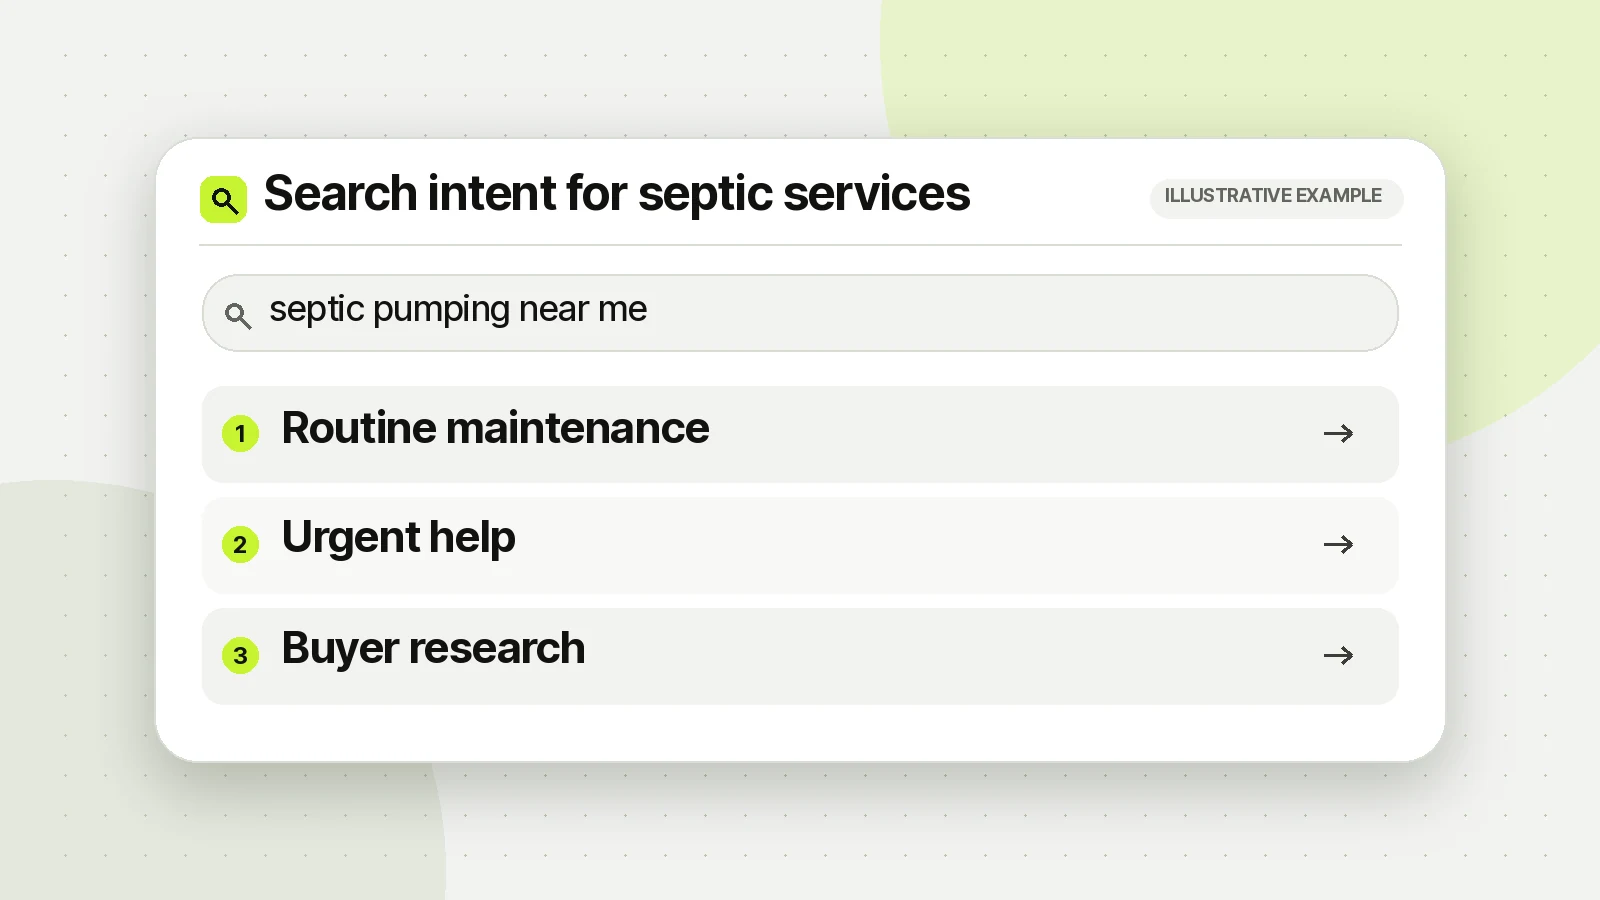 Search intent for septic services
ILLUSTRATIVE EXAMPLE
septic pumping near me
1 Routine maintenance
2 Urgent help
3 Buyer research